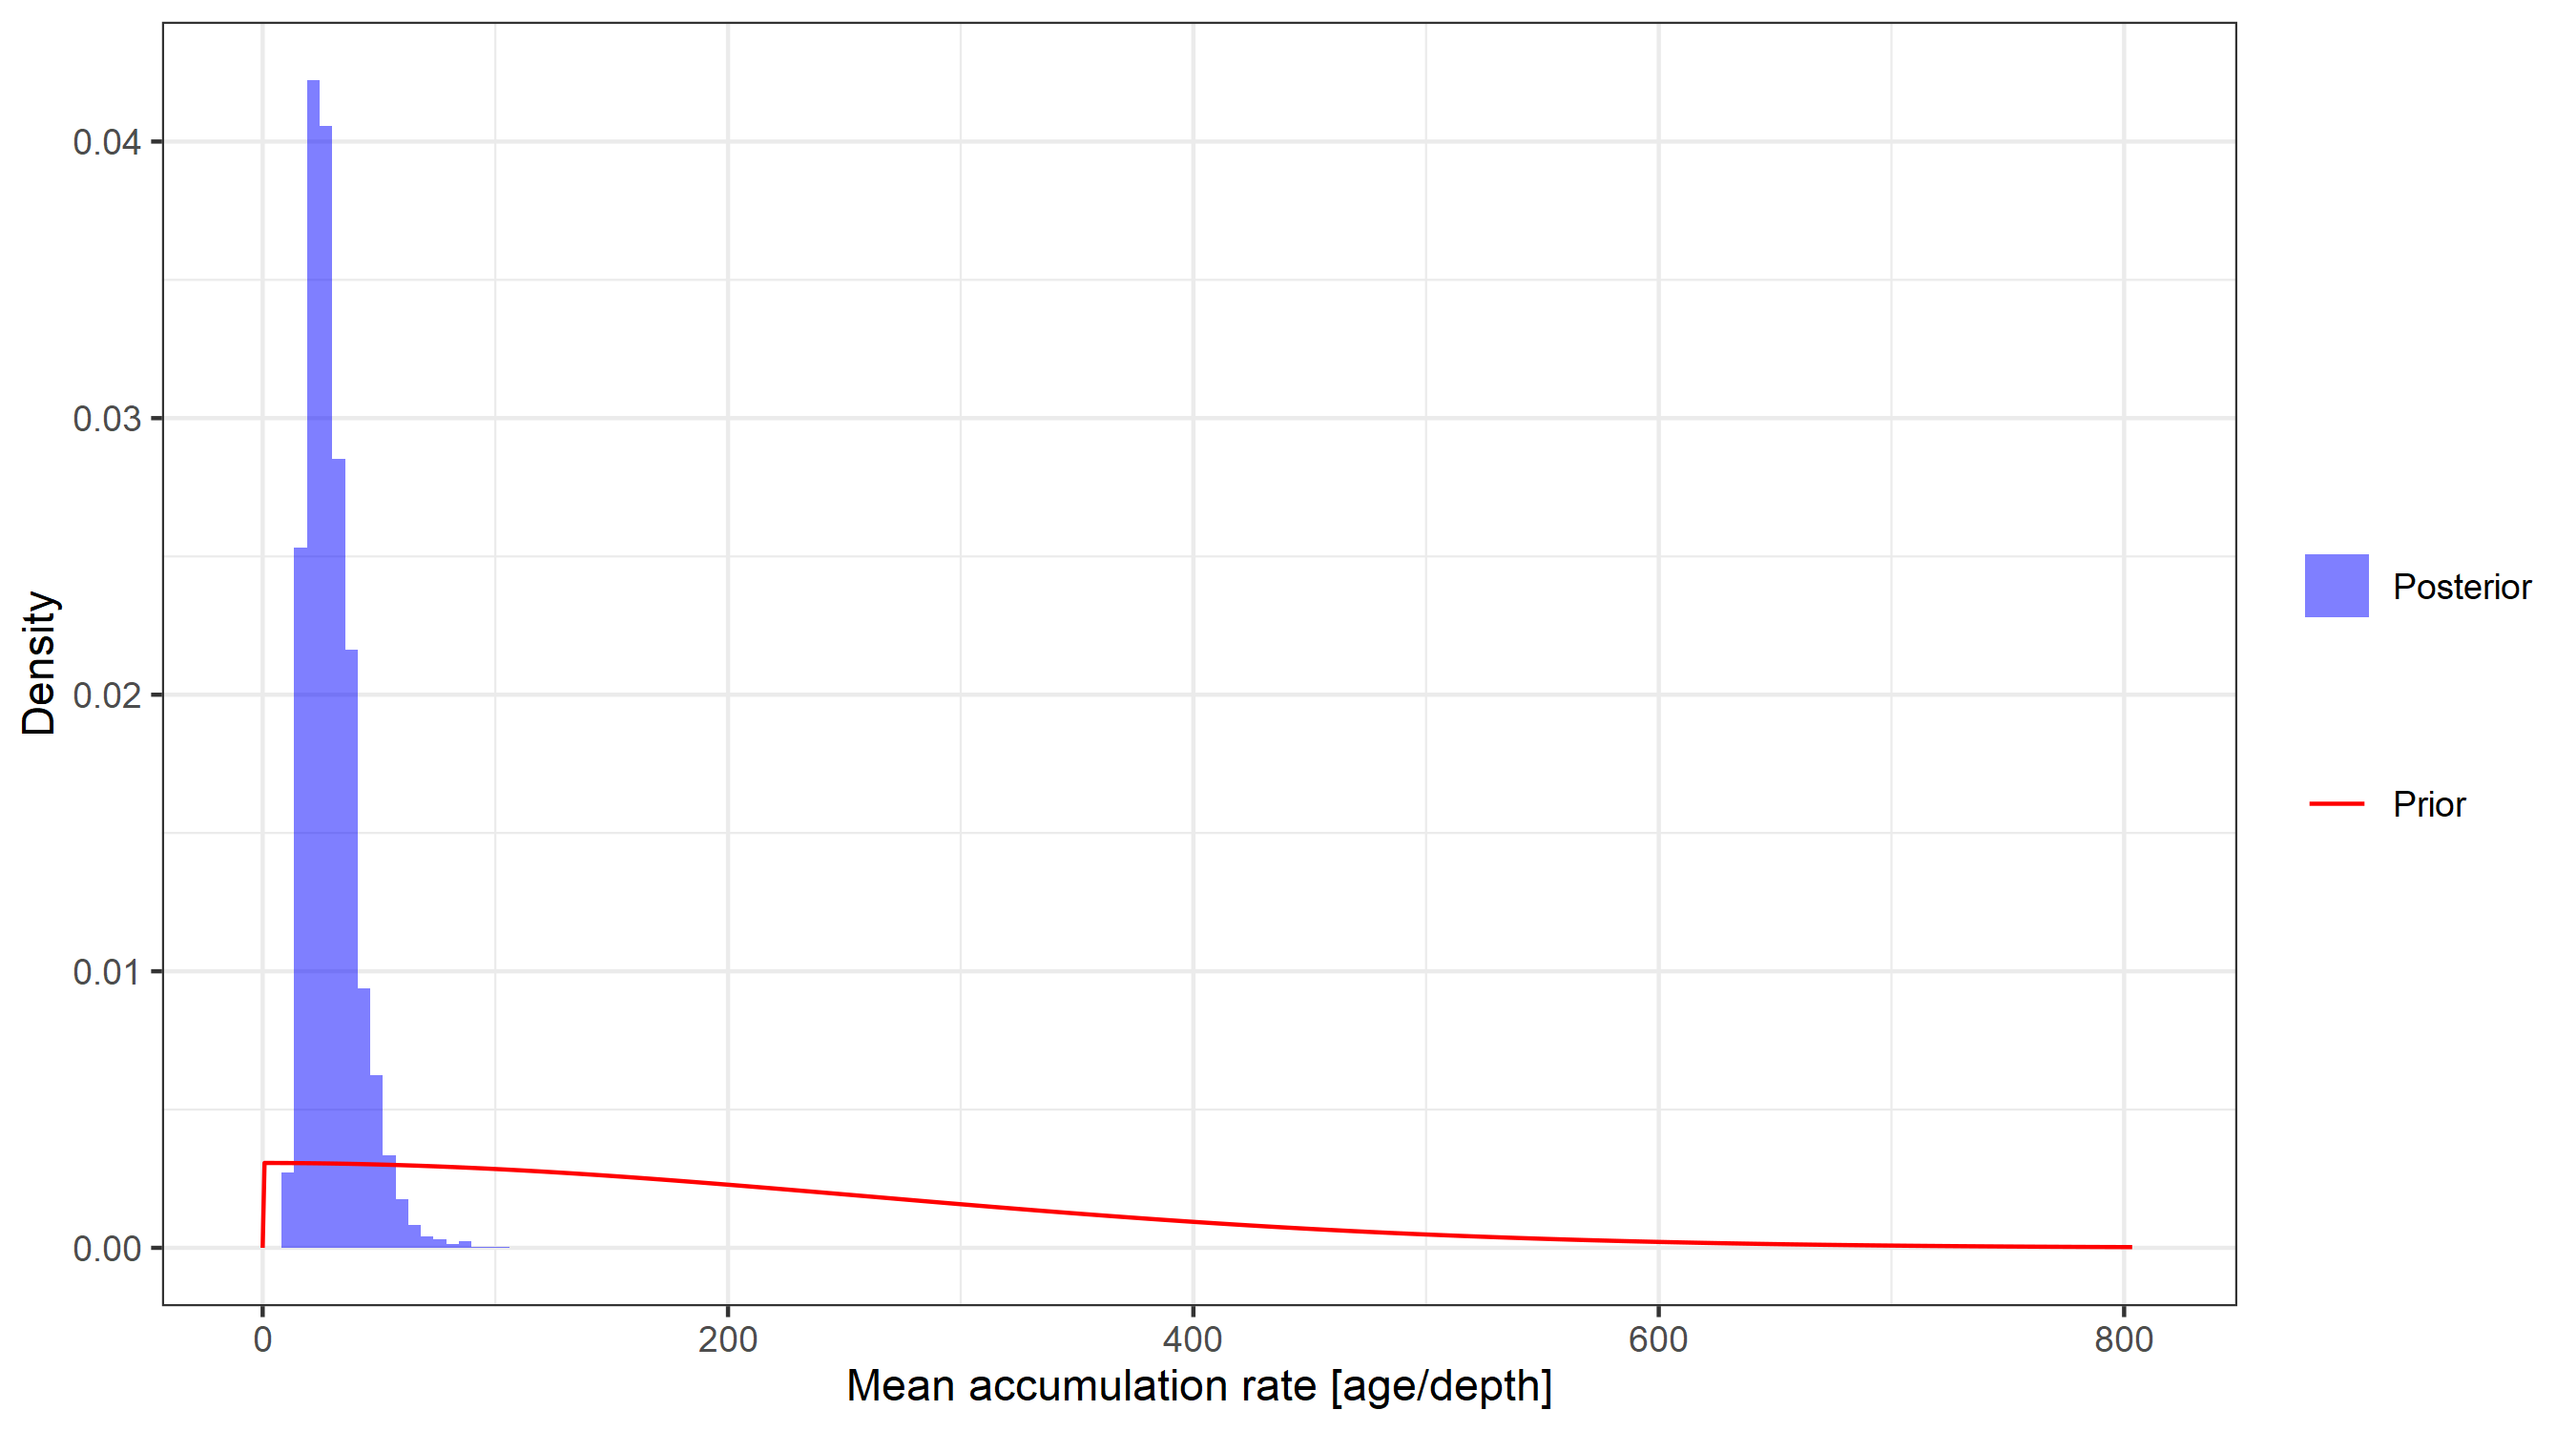 0.04
0.03
0.02
0.01
0.00
Density
0
200
400
600
800
Mean accumulation rate [age/depth]
Posterior
Prior